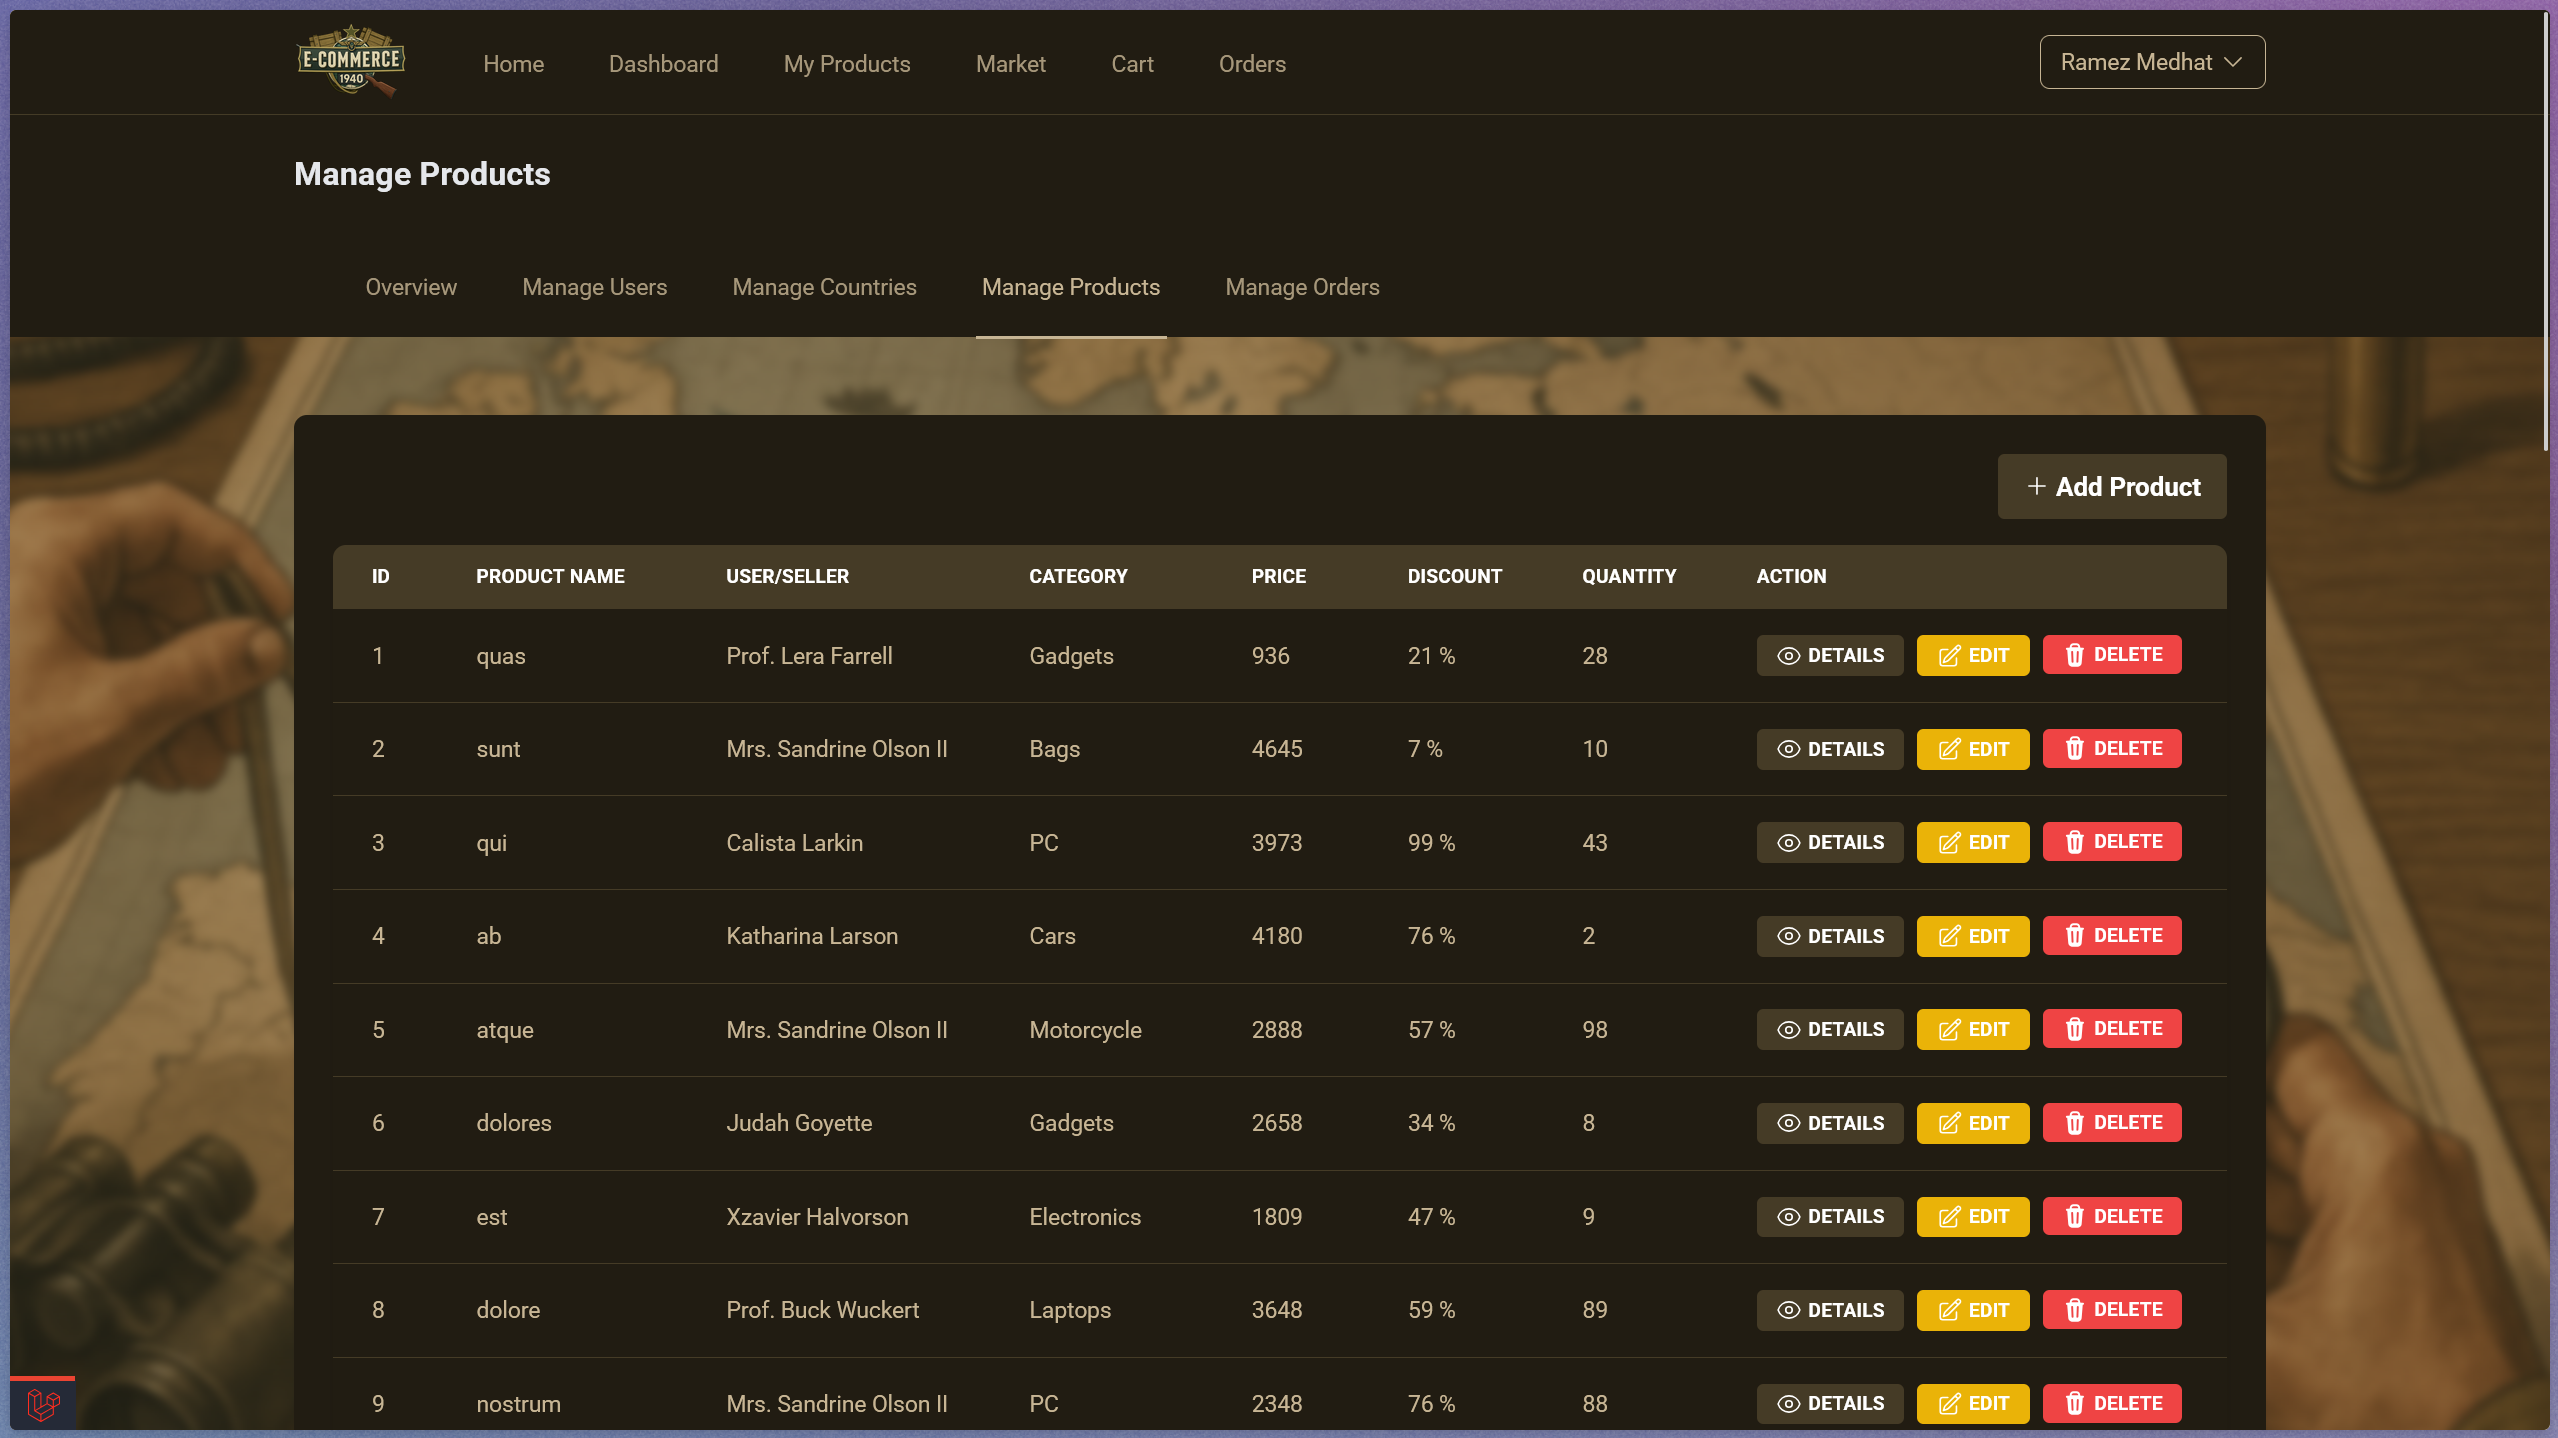 E-COMMERCE
1940
Home Dashboard My Products Market Cart Orders Ramez Medhat
Manage Products
Overview Manage Users Manage Countries Manage Products Manage Orders
+ Add Product
ID PRODUCT NAME USER/SELLER CATEGORY PRICE DISCOUNT QUANTITY ACTION
1 quas Prof. Lera Farrell Gadgets 936 21 % 28 DETAILS EDIT DELETE
2 sunt Mrs. Sandrine Olson II Bags 4645 7 % 10 DETAILS EDIT DELETE
3 qui Calista Larkin PC 3973 99 % 43 DETAILS EDIT DELETE
4 ab Katharina Larson Cars 4180 76 % 2 DETAILS EDIT DELETE
5 atque Mrs. Sandrine Olson II Motorcycle 2888 57 % 98 DETAILS EDIT DELETE
6 dolores Judah Goyette Gadgets 2658 34 % 8 DETAILS EDIT DELETE
7 est Xzavier Halvorson Electronics 1809 47 % 9 DETAILS EDIT DELETE
8 dolore Prof. Buck Wuckert Laptops 3648 59 % 89 DETAILS EDIT DELETE
9 nostrum Mrs. Sandrine Olson II PC 2348 76 % 88 DETAILS EDIT DELETE